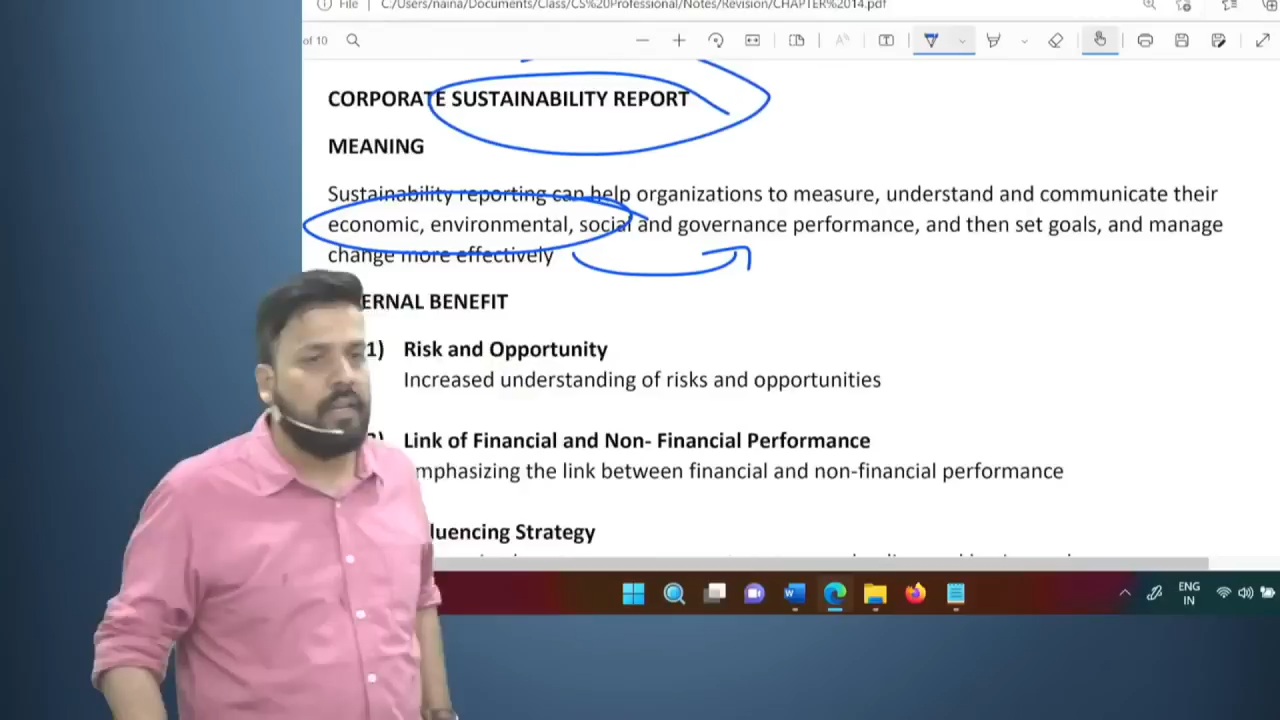 File | C:/Users/naina/Documents/Class/CS%20Professional/Notes/Revision/CHAPTER%2014.pdf
of 10
CORPORATE SUSTAINABILITY REPORT
MEANING
Sustainability reporting can help organizations to measure, understand and communicate their
economic, environmental, social and governance performance, and then set goals, and manage
change more effectively
ERNAL BENEFIT
1) Risk and Opportunity
Increased understanding of risks and opportunities
Link of Financial and Non- Financial Performance
mphasizing the link between financial and non-financial performance
luencing Strategy
ENG
IN